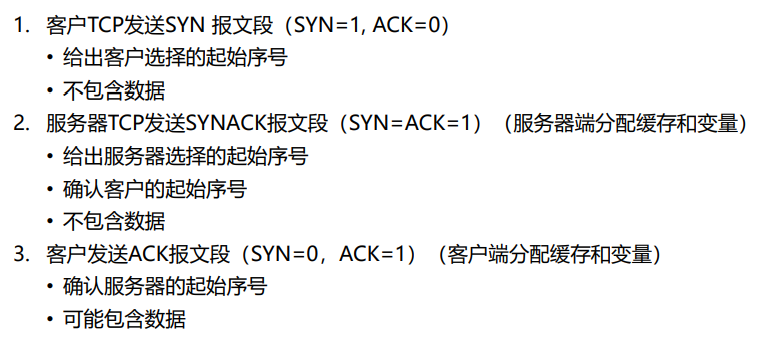 1. 客户TCP发送SYN 报文段（SYN=1, ACK=0）
• 给出客户选择的起始序号
• 不包含数据
2. 服务器TCP发送SYNACK报文段（SYN=ACK=1）（服务器端分配缓存和变量）
• 给出服务器选择的起始序号
• 确认客户的起始序号
• 不包含数据
3. 客户发送ACK报文段（SYN=0，ACK=1）（客户端分配缓存和变量）
• 确认服务器的起始序号
• 可能包含数据